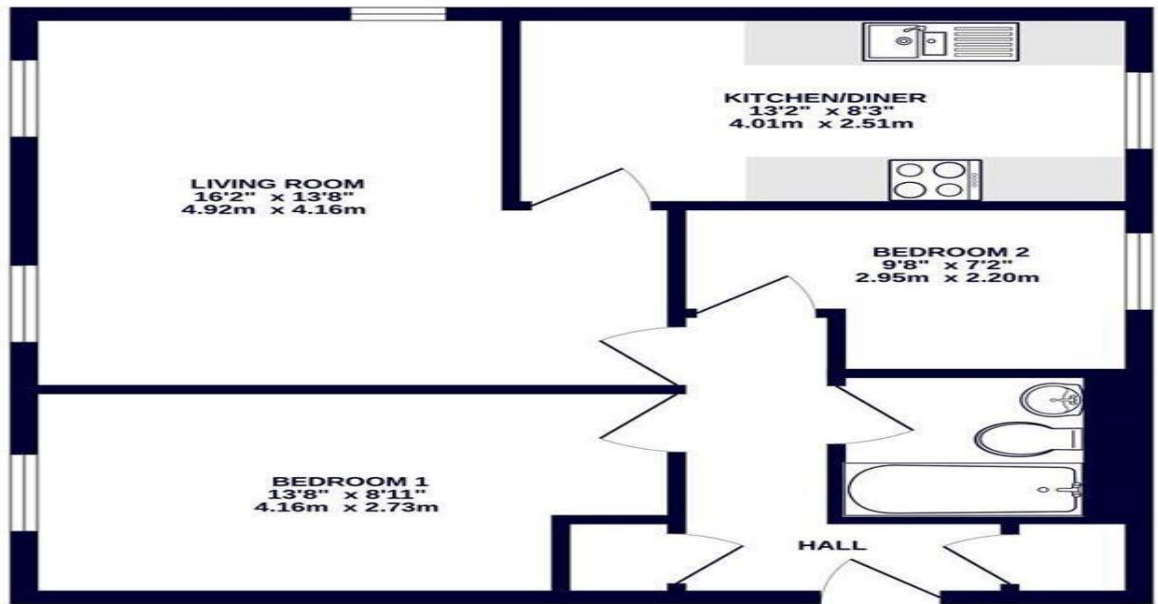 KITCHEN/DINER
13'2" x 8'3"
4.01m x 2.51m
LIVING ROOM
16'2" x 13'8"
4.92m x 4.16m
BEDROOM 2
9'8" x 7'2"
2.95m x 2.20m
BEDROOM 1
13'8" x 8'11"
4.16m x 2.73m
HALL